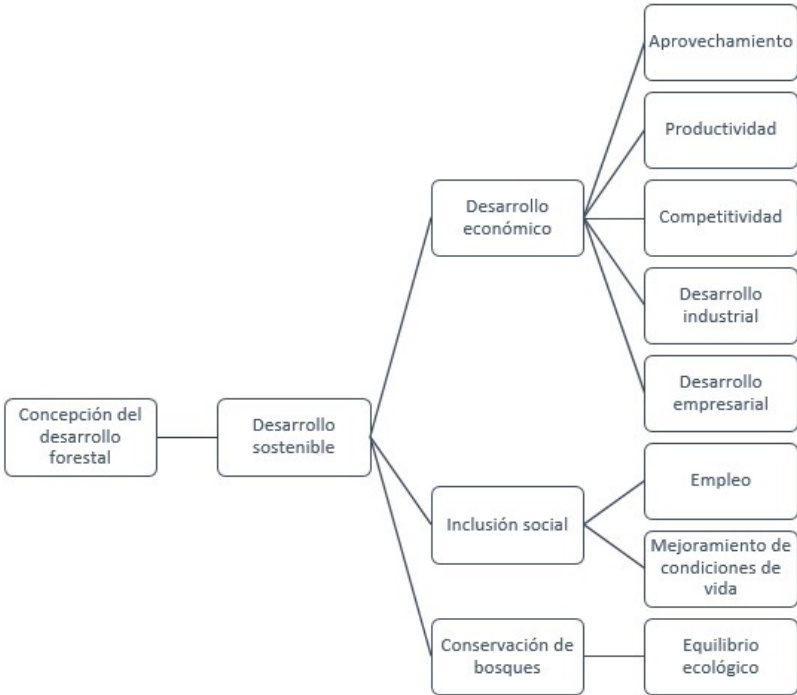 Concepción del
desarrollo
forestal
Desarrollo
sostenible
Desarrollo
económico
Aprovechamiento
Productividad
Competitividad
Desarrollo
industrial
Desarrollo
empresarial
Inclusión social
Empleo
Mejoramiento de
condiciones de
vida
Conservación de
bosques
Equilibrio
ecológico